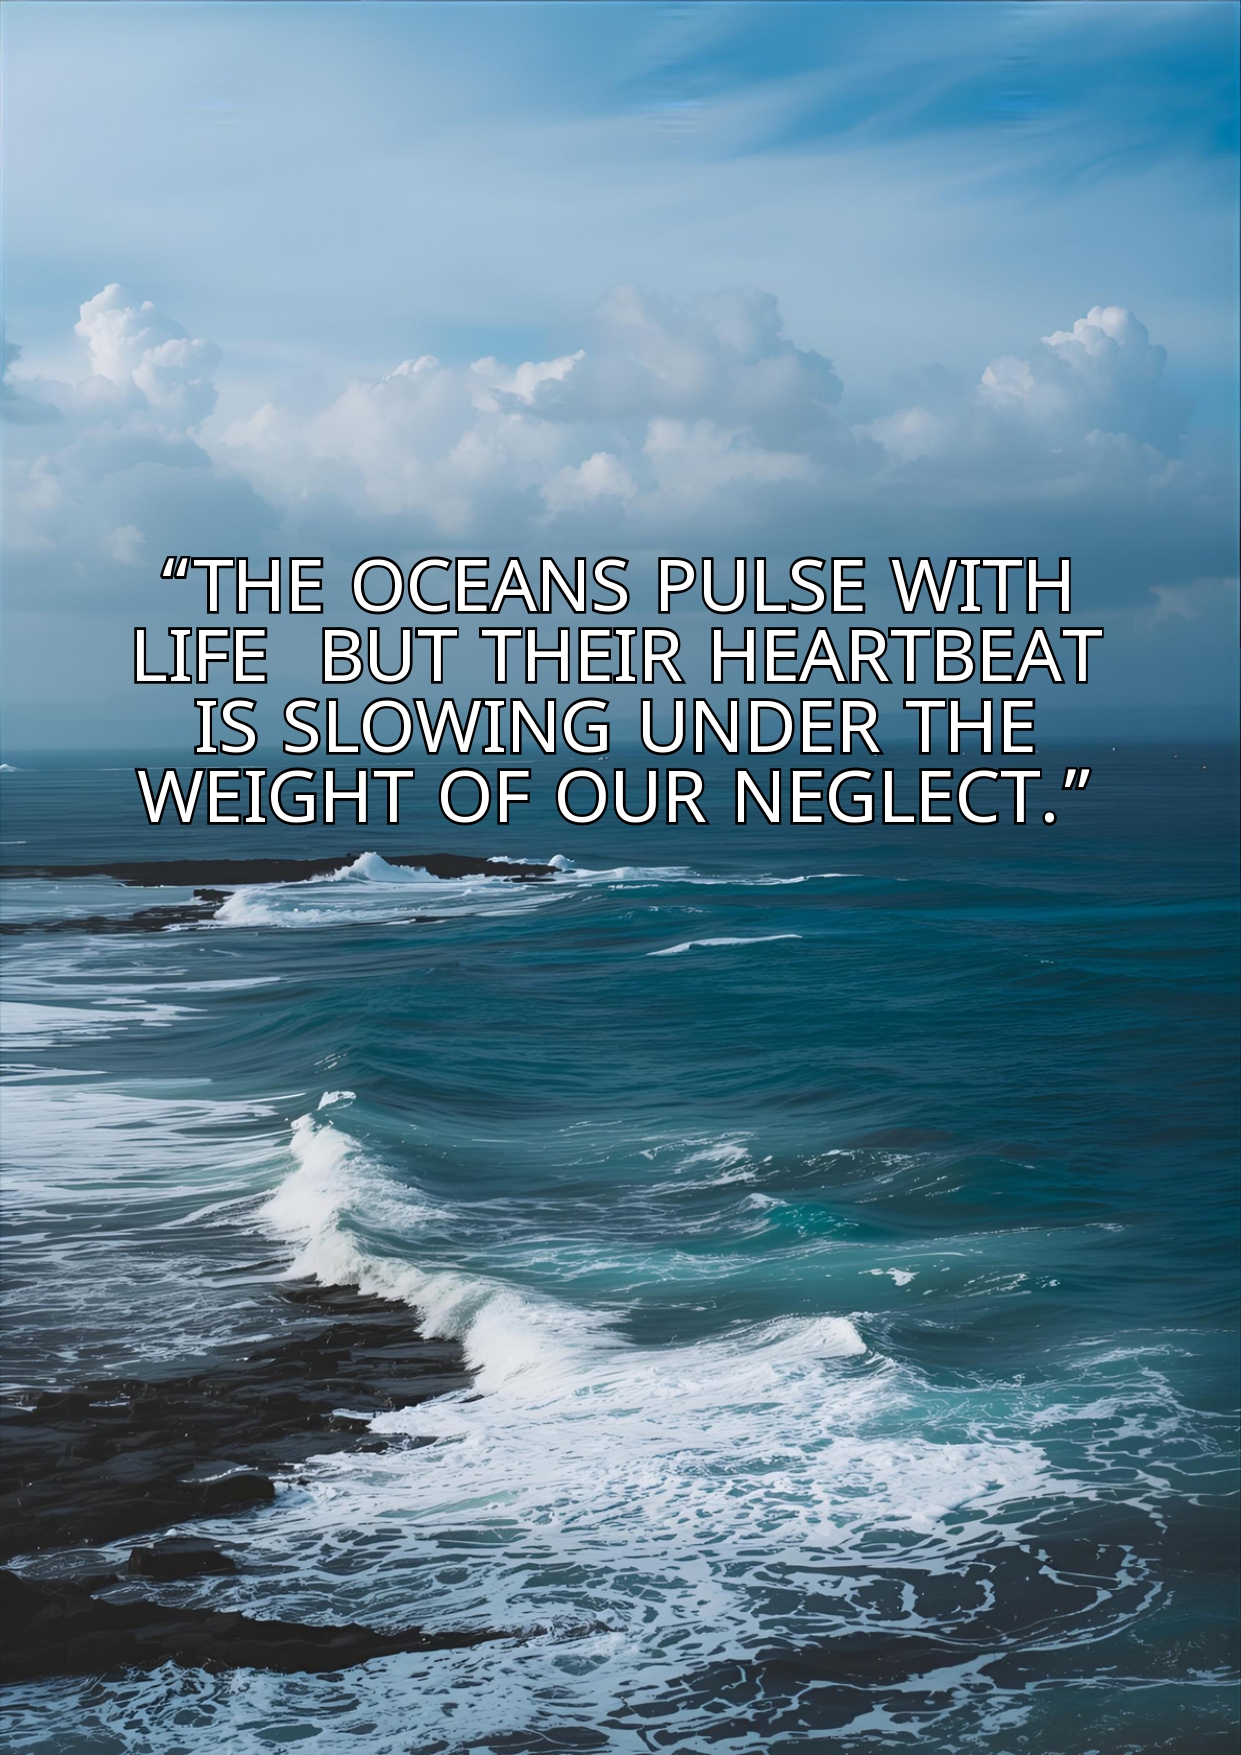 “THE OCEANS PULSE WITH
LIFE  BUT THEIR HEARTBEAT
IS SLOWING UNDER THE
WEIGHT OF OUR NEGLECT.”